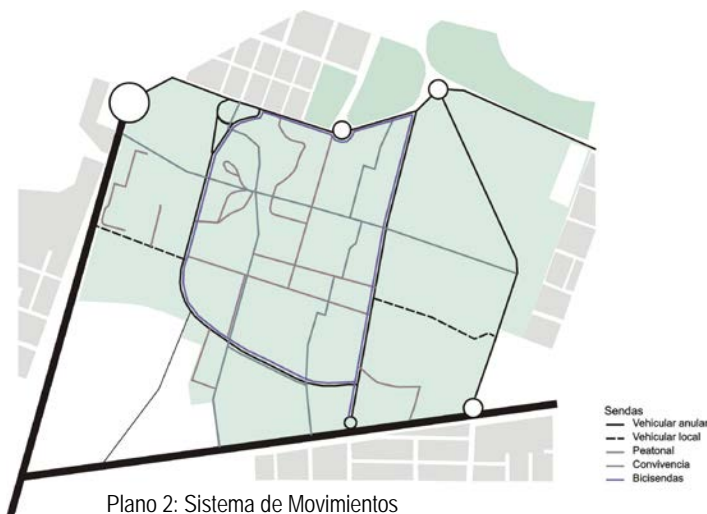 Sendas
Vehicular anular
Vehicular local
Peatonal
Convivencia
Bicisendas
Plano 2: Sistema de Movimientos